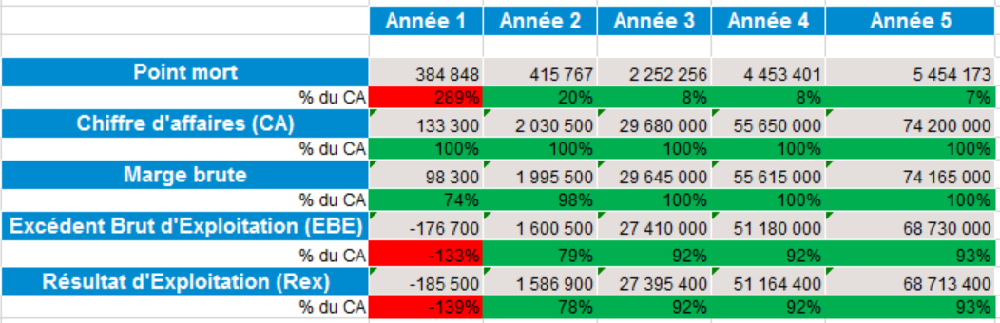 Année 1 Année 2 Année 3 Année 4 Année 5
Point mort 384 848 415 767 2 252 256 4 453 401 5 454 173
% du CA 289% 20% 8% 8% 7%
Chiffre d'affaires (CA) 133 300 2 030 500 29 680 000 55 650 000 74 200 000
% du CA 100% 100% 100% 100% 100%
Marge brute 98 300 1 995 500 29 645 000 55 615 000 74 165 000
% du CA 74% 98% 100% 100% 100%
Excédent Brut d'Exploitation (EBE) -176 700 1 600 500 27 410 000 51 180 000 68 730 000
% du CA -133% 79% 92% 92% 93%
Résultat d'Exploitation (Rex) -185 500 1 586 900 27 395 400 51 164 400 68 713 400
% du CA -139% 78% 92% 92% 93%